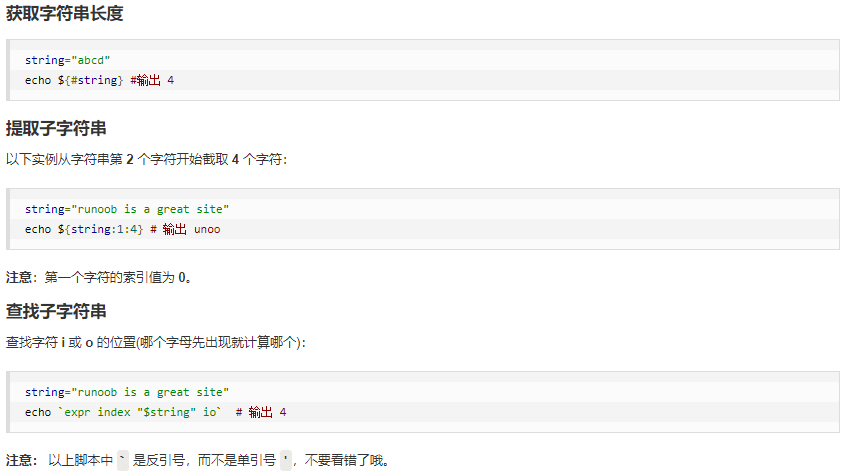 获取字符串长度
string="abcd"
echo ${#string} #输出 4
提取子字符串
以下实例从字符串第 2 个字符开始截取 4 个字符：
string="runoob is a great site"
echo ${string:1:4} # 输出 unoo
注意：第一个字符的索引值为 0。
查找子字符串
查找字符 i 或 o 的位置(哪个字母先出现就计算哪个)：
string="runoob is a great site"
echo `expr index "$string" io`  # 输出 4
注意： 以上脚本中 ` 是反引号，而不是单引号 '，不要看错了哦。